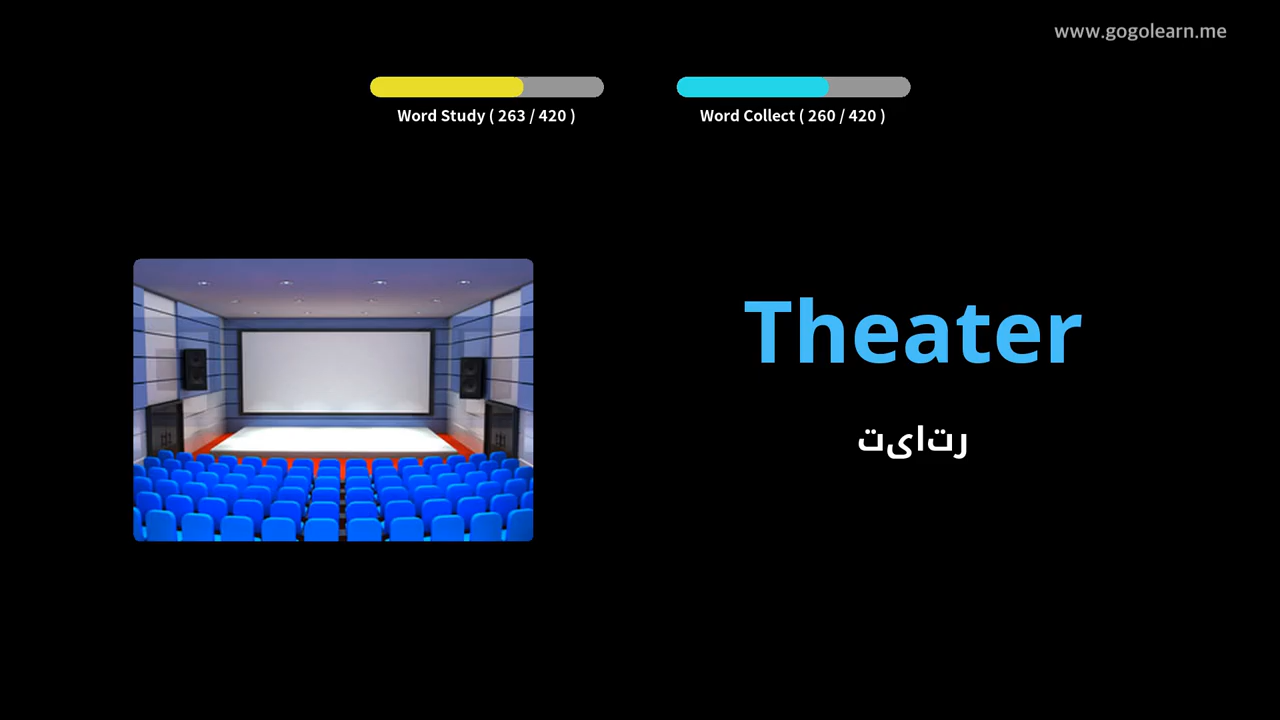 www.gogolearn.me
Word Study ( 263 / 420 )
Word Collect ( 260 / 420 )
Theater
رتایت